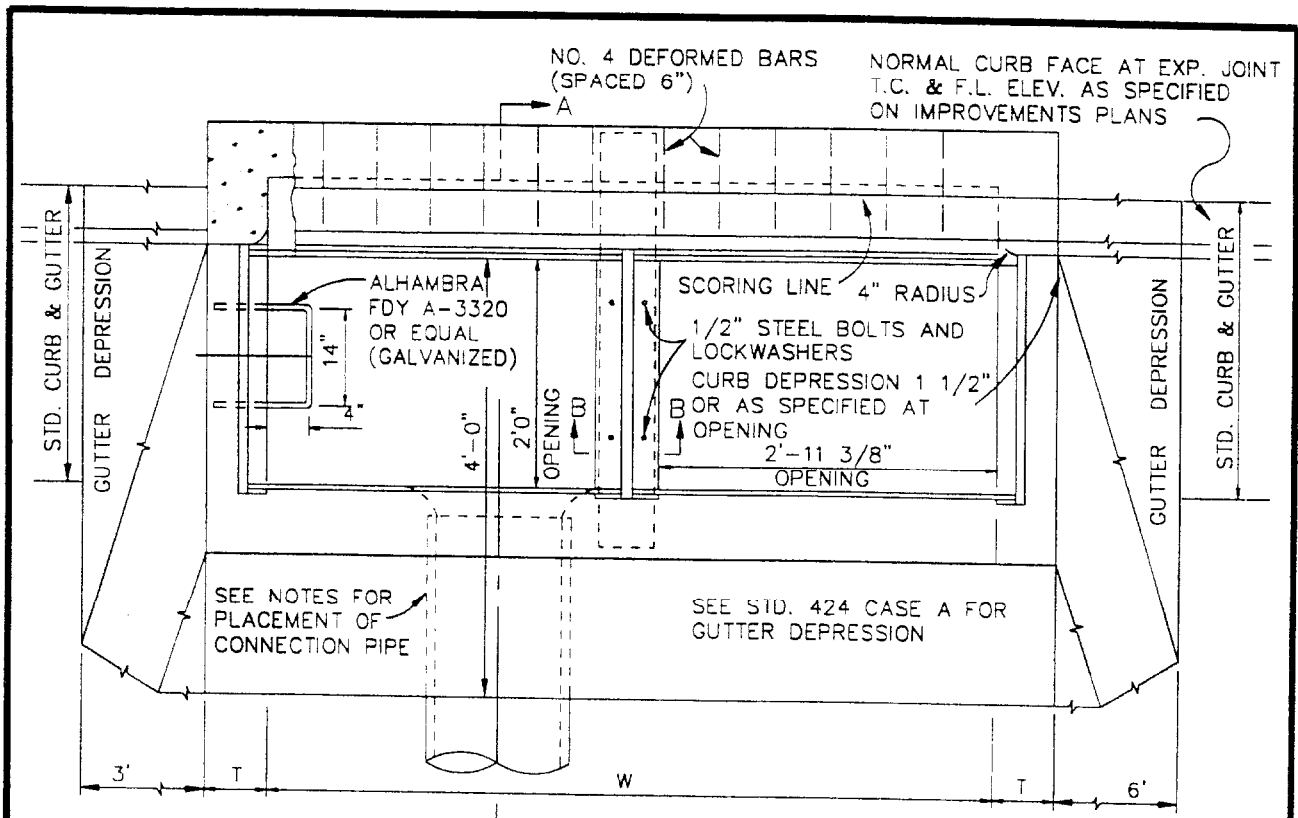 NO. 4 DEFORMED BARS
(SPACED 6")
A
NORMAL CURB FACE AT EXP. JOINT
T.C. & F.L. ELEV. AS SPECIFIED
ON IMPROVEMENTS PLANS
STD. CURB & GUTTER
GUTTER DEPRESSION
ALHAMBRA
FDY A-3320
OR EQUAL
(GALVANIZED)
14"
4"
4'-0"
2'0"
OPENING
SCORING LINE
4" RADIUS
1/2" STEEL BOLTS AND
LOCKWASHERS
CURB DEPRESSION 1 1/2"
OR AS SPECIFIED AT
OPENING
B
B
2'-11 3/8"
OPENING
GUTTER DEPRESSION
STD. CURB & GUTTER
SEE NOTES FOR
PLACEMENT OF
CONNECTION PIPE
SEE STD. 424 CASE A FOR
GUTTER DEPRESSION
3'
T
W
T
6'